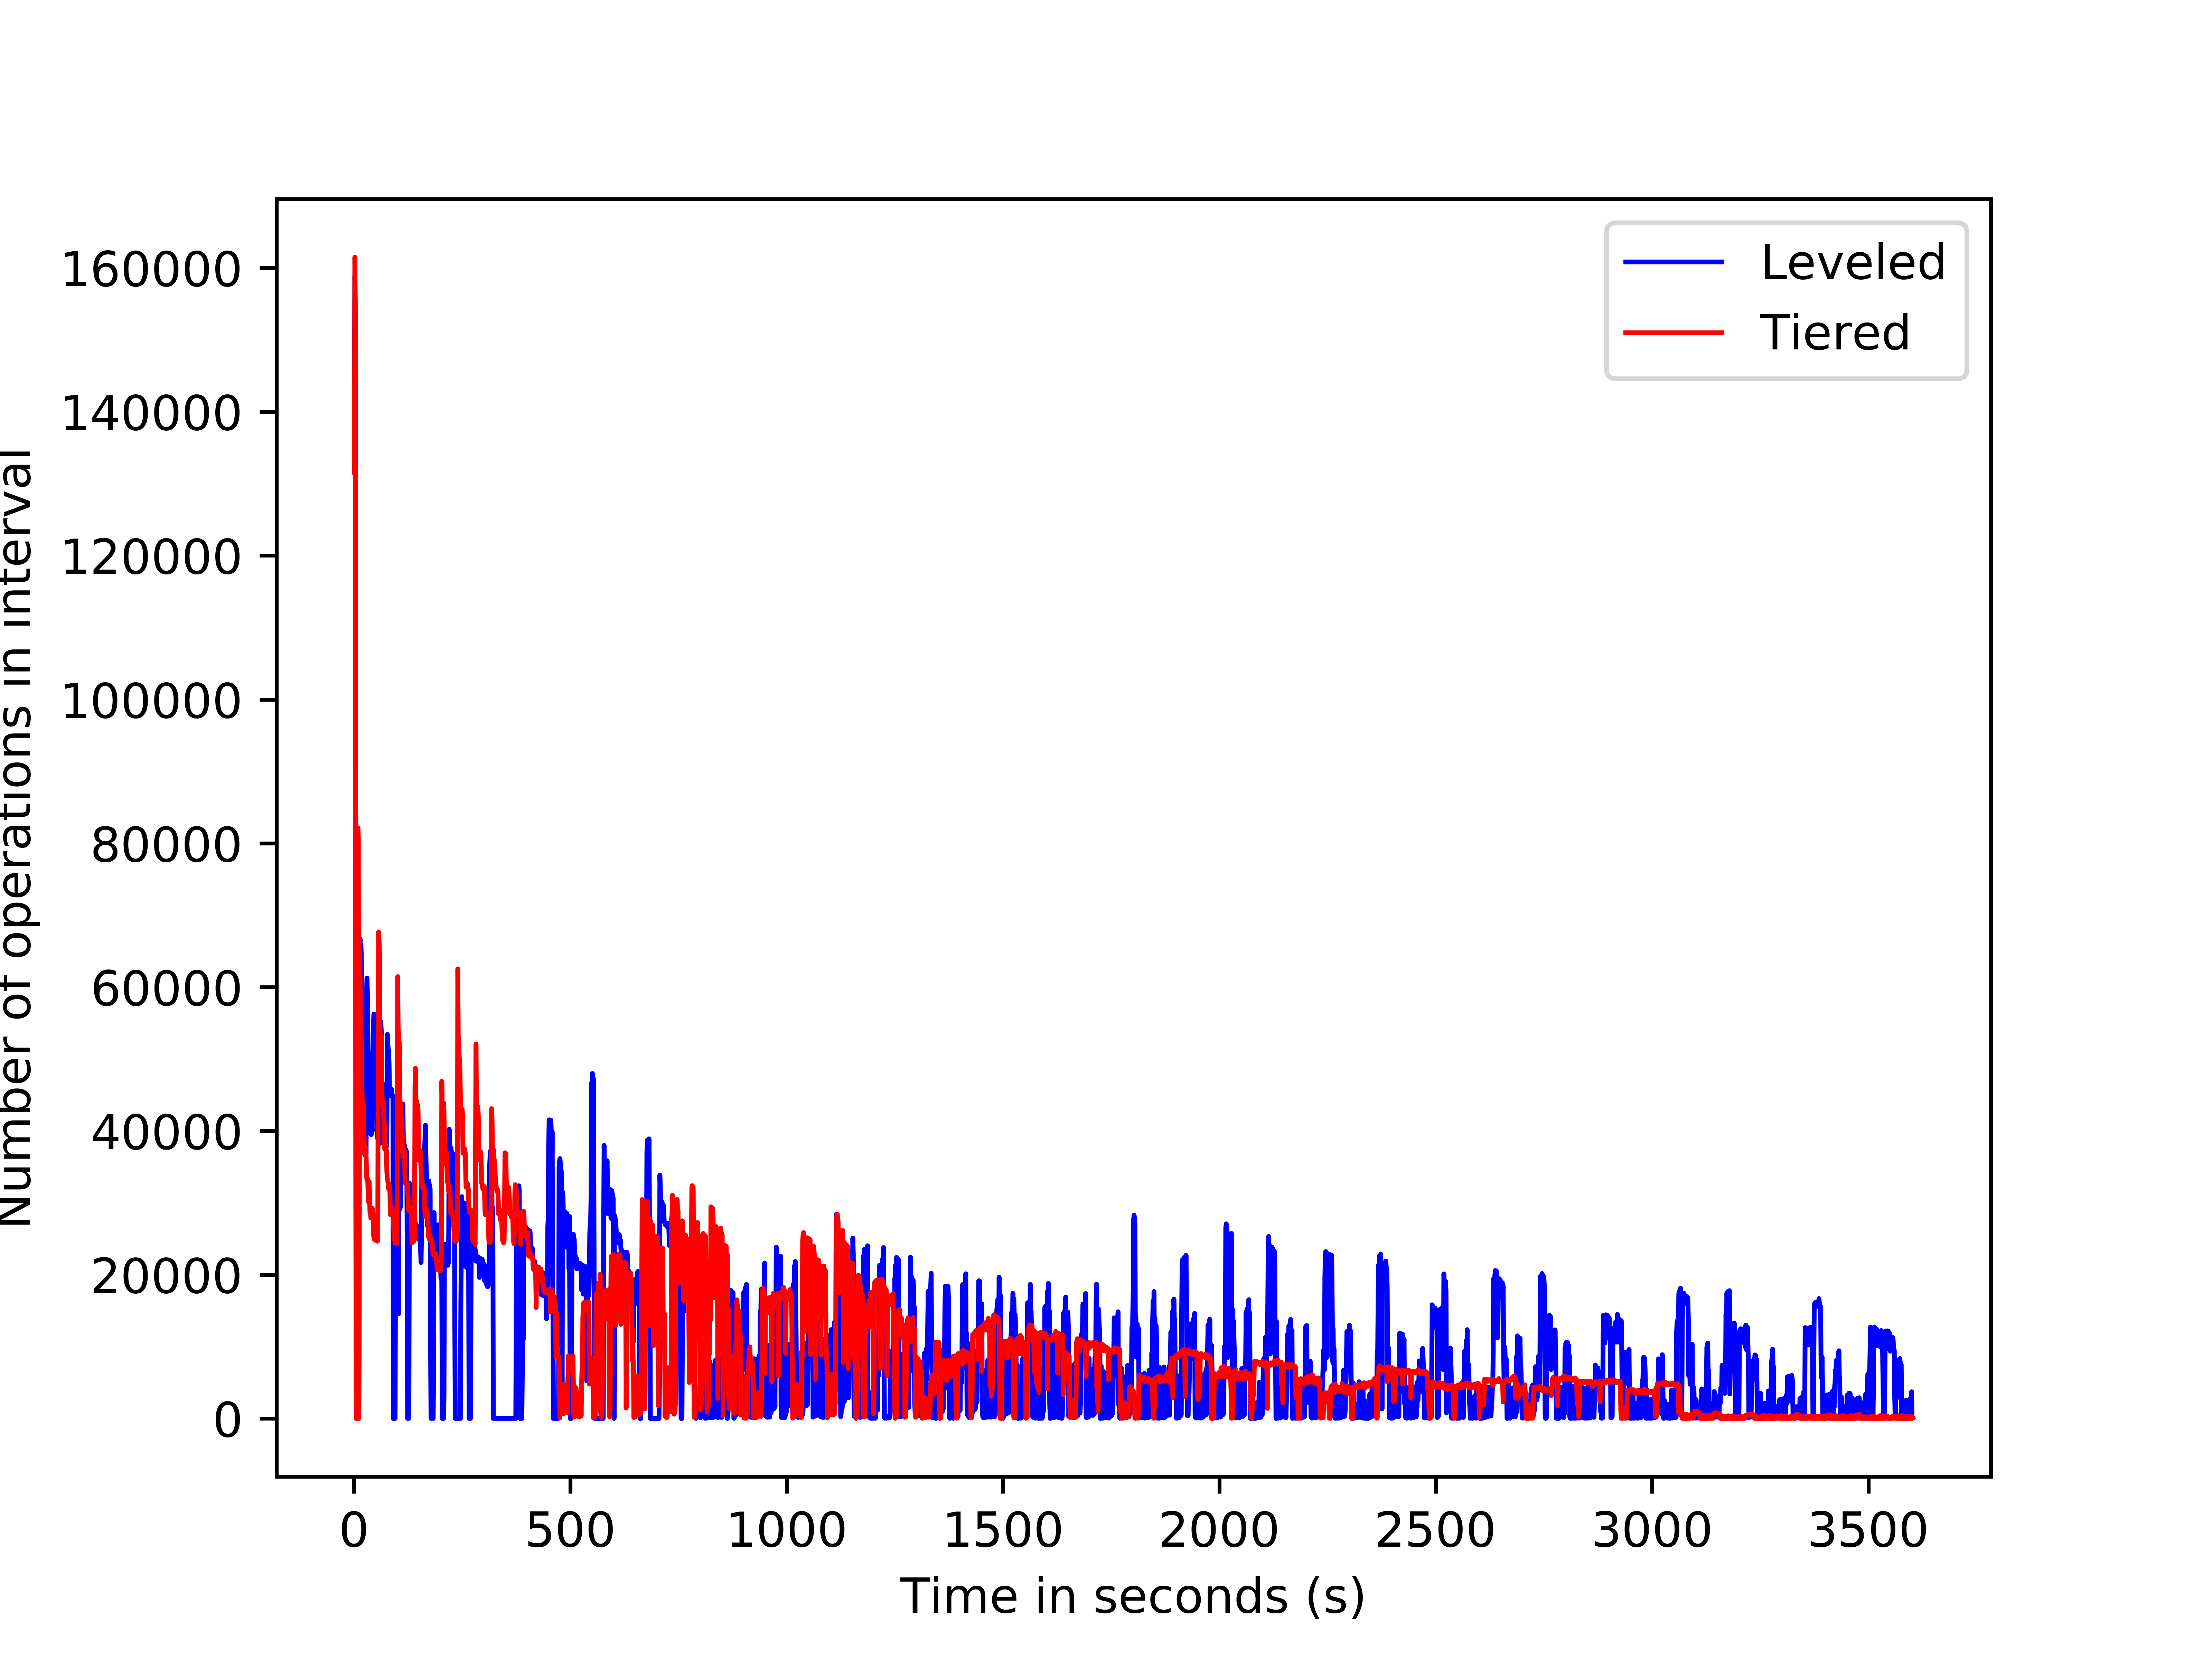 Leveled
Tiered
160000
140000
120000
100000
80000
60000
40000
20000
0
Number of operations in interval
0 500 1000 1500 2000 2500 3000 3500
Time in seconds (s)